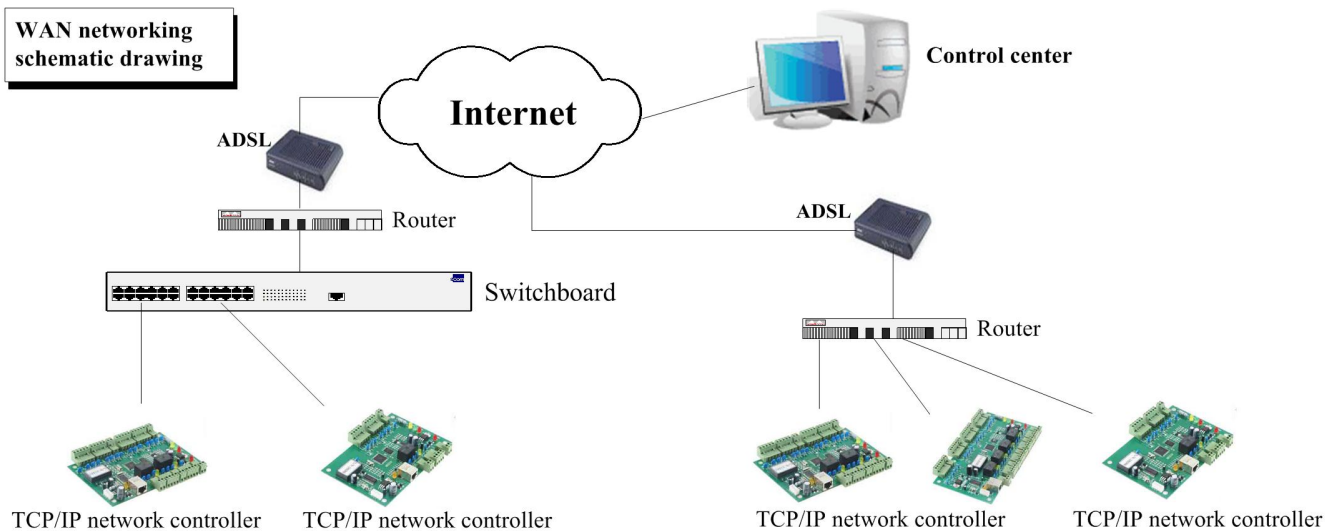 WAN networking
schematic drawing
Internet
Control center
ADSL
Router
Switchboard
ADSL
Router
TCP/IP network controller
TCP/IP network controller
TCP/IP network controller
TCP/IP network controller